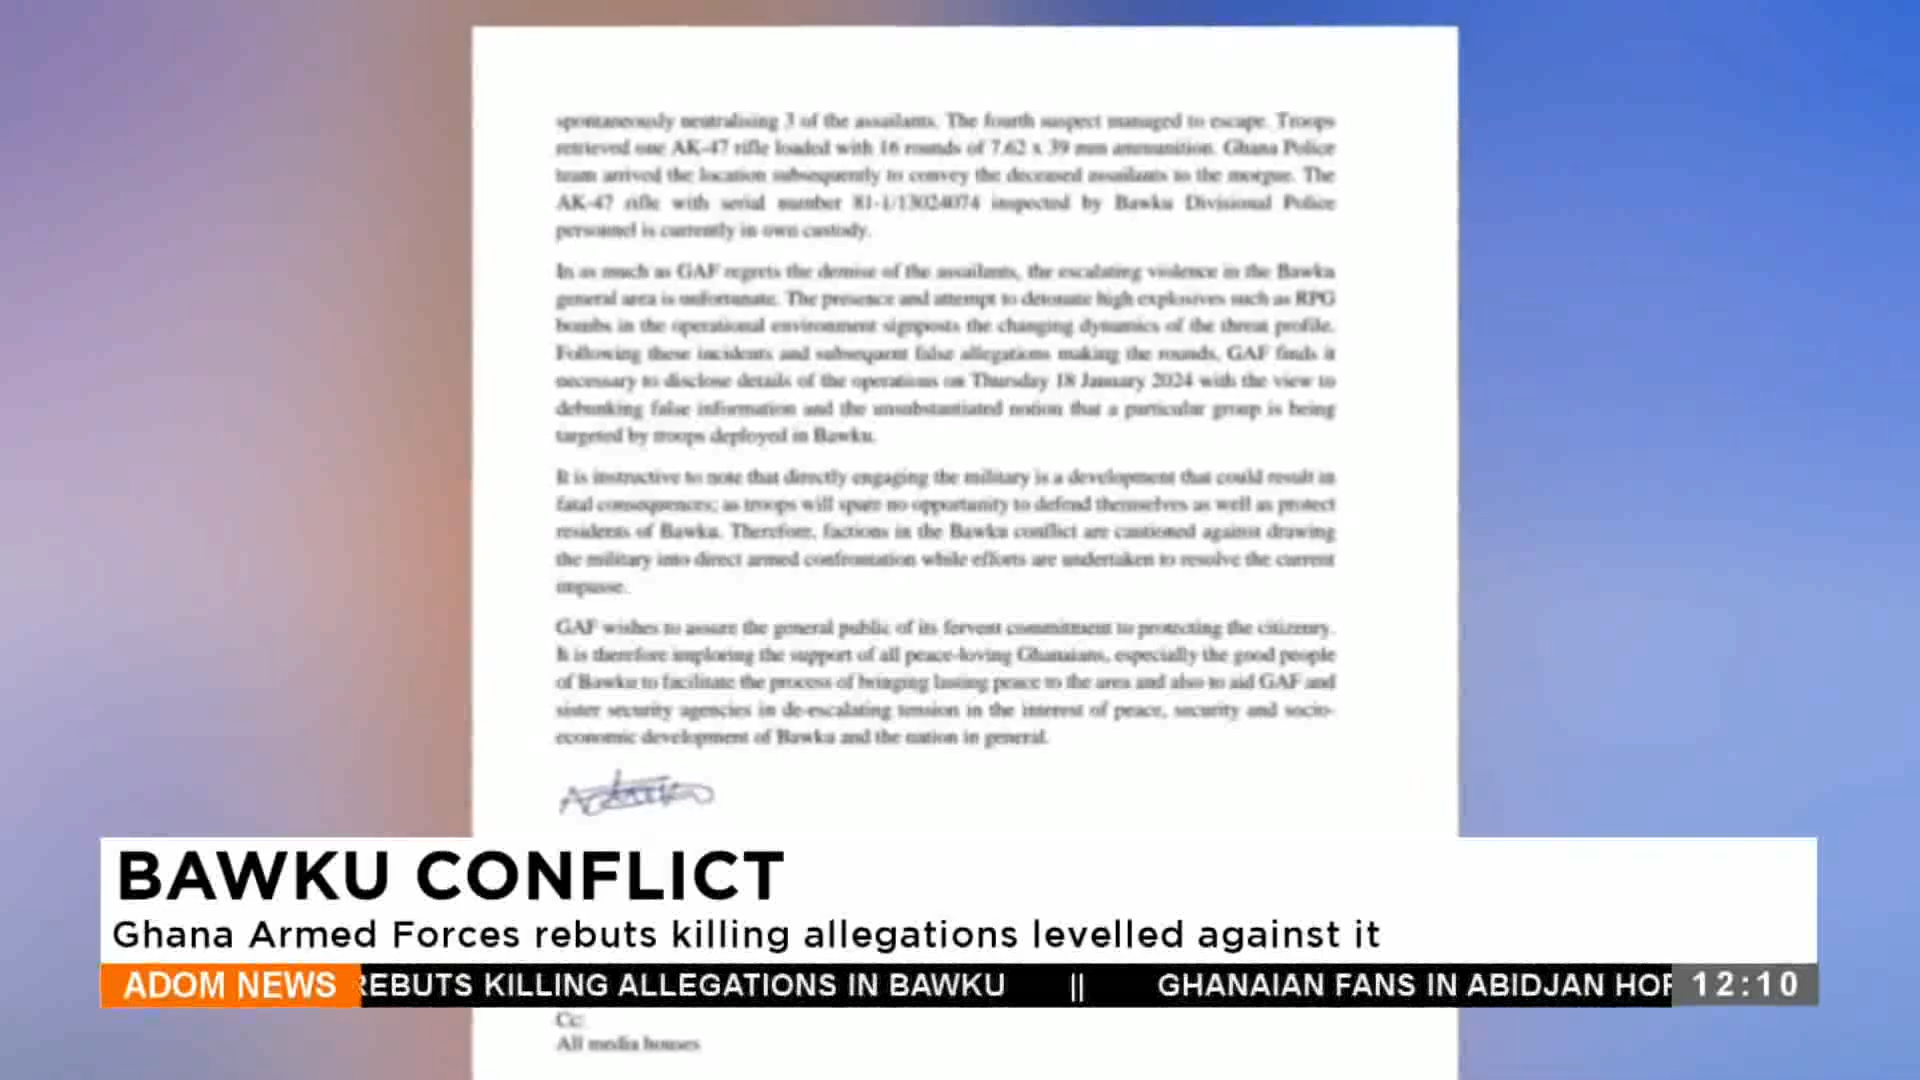 spontaneously neutralising 3 of the assailants. The fourth suspect managed to escape. Troops
retrieved one AK-47 rifle loaded with 16 rounds of 7.62 x 39 mm ammunition. Ghana Police
team arrived the location subsequently to convey the deceased assailants to the morgue. The
AK-47 rifle with serial number 81-1/13024074 inspected by Bawku Divisional Police
personnel is currently in own custody.
In as much as GAF regrets the demise of the assailants, the escalating violence in the Bawku
general area is unfortunate. The presence and attempt to detonate high explosives such as RPG
bombs in the operational environment signposts the changing dynamics of the threat profile.
Following these incidents and subsequent false allegations making the rounds, GAF finds it
necessary to disclose details of the operations on Thursday 18 January 2024 with the view to
debunking false information and the unsubstantiated notion that a particular group is being
targeted by troops deployed in Bawku.
It is instructive to note that directly engaging the military is a development that could result in
fatal consequences; as troops will spare no opportunity to defend themselves as well as protect
residents of Bawku. Therefore, factions in the Bawku conflict are cautioned against drawing
the military into direct armed confrontation while efforts are undertaken to resolve the current
impasse.
GAF wishes to assure the general public of its fervent commitment to protecting the citizenry.
It is therefore imploring the support of all peace-loving Ghanaians, especially the good people
of Bawku to facilitate the process of bringing lasting peace to the area and also to aid GAF and
sister security agencies in de-escalating tension in the interest of peace, security and socio-
economic development of Bawku and the nation in general.
BAWKU CONFLICT
Ghana Armed Forces rebuts killing allegations levelled against it
ADOM NEWS REBUTS KILLING ALLEGATIONS IN BAWKU || GHANAIAN FANS IN ABIDJAN HOP 12:10
Cc:
All media houses